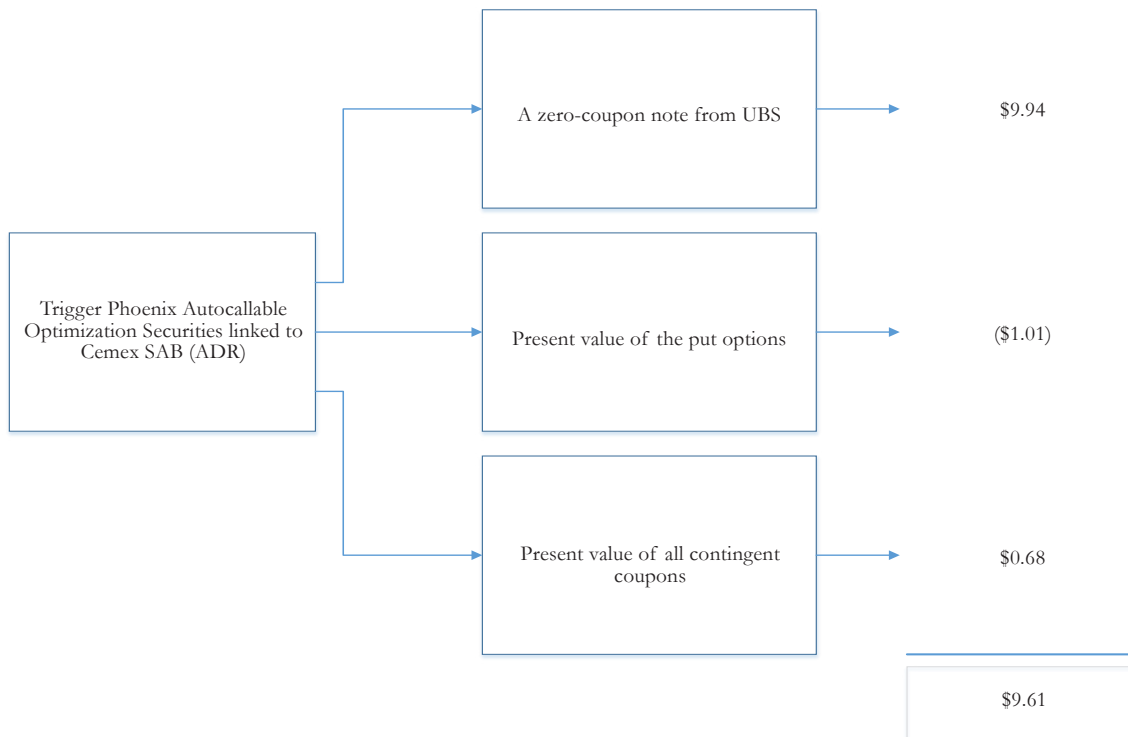 A zero-coupon note from UBS
$9.94
Trigger Phoenix Autocallable
Optimization Securities linked to
Cemex SAB (ADR)
Present value of the put options
($1.01)
Present value of all contingent
coupons
$0.68
$9.61